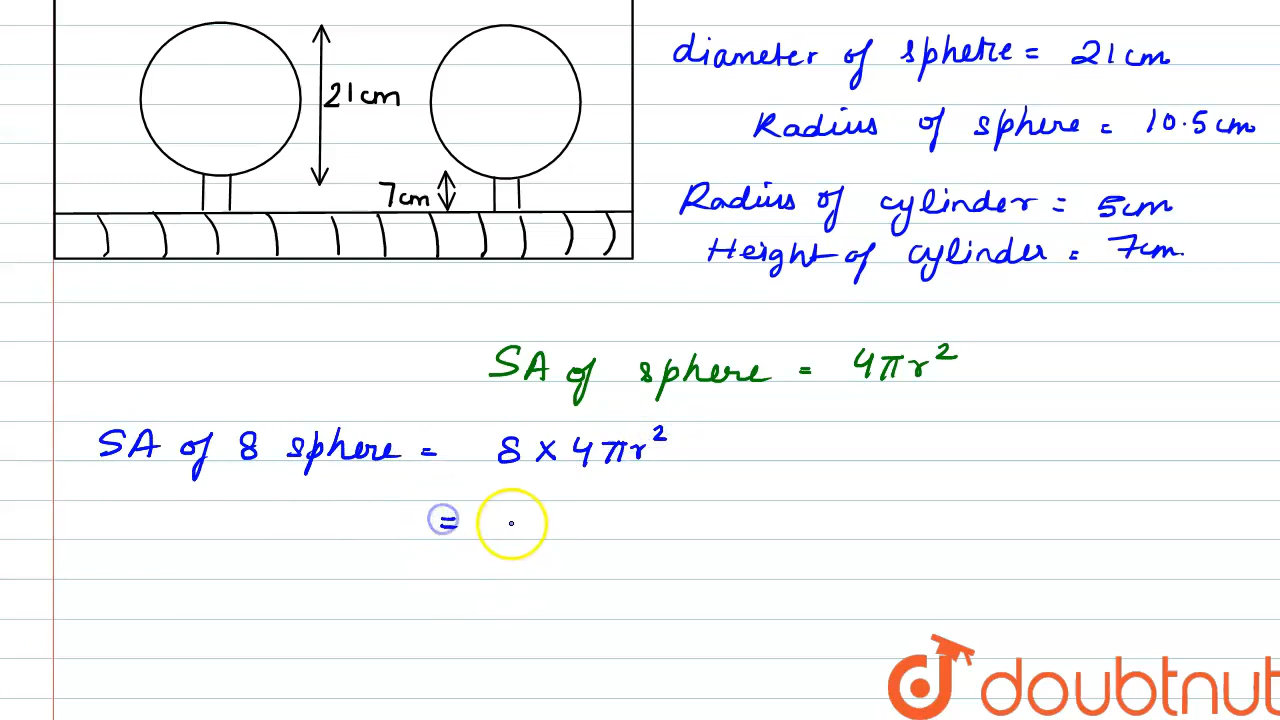 21cm
7cm
diameter of sphere = 21cm
Radius of sphere = 10.5cm
Radius of cylinder = 5cm
Height of cylinder = 7cm.
SA of sphere = 4πr²
SA of 8 sphere = 8 × 4πr²
=
doubtnut